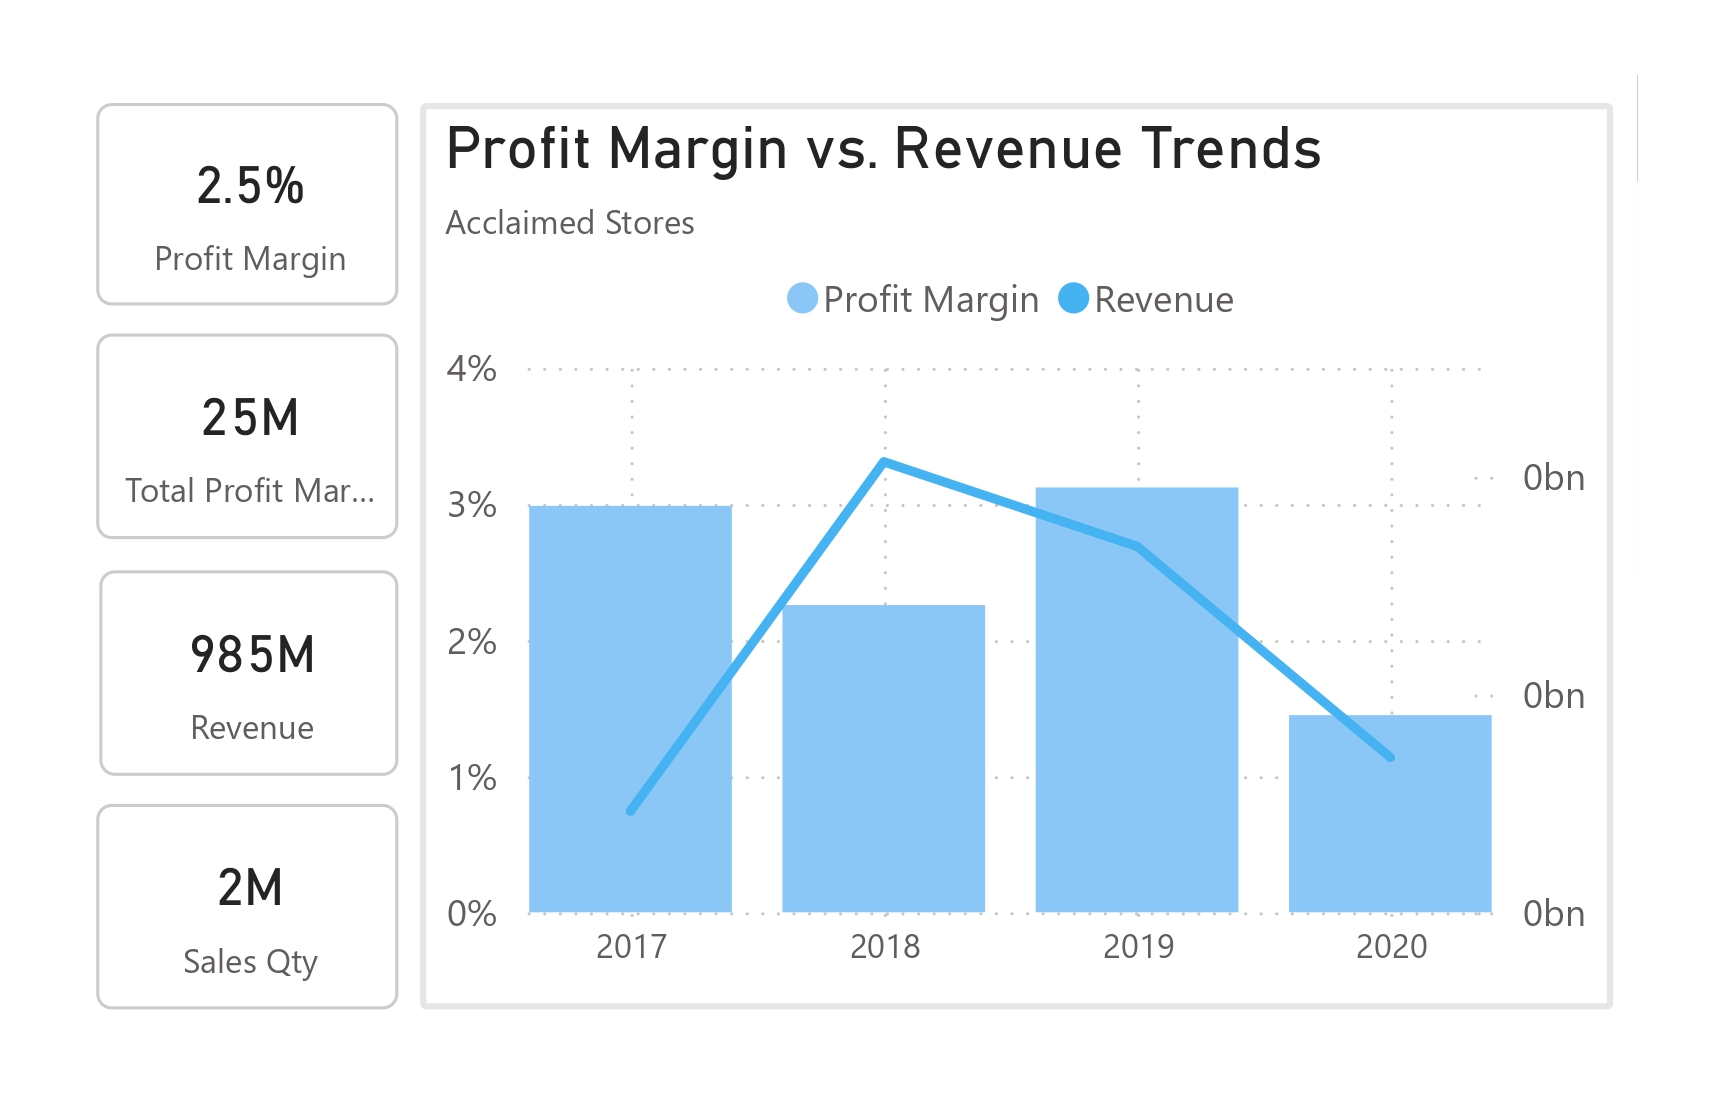 2.5%
Profit Margin
25M
Total Profit Mar...
985M
Revenue
2M
Sales Qty
Profit Margin vs. Revenue Trends
Acclaimed Stores
Profit Margin Revenue
4%
3%
2%
1%
0%
0bn
0bn
0bn
2017 2018 2019 2020